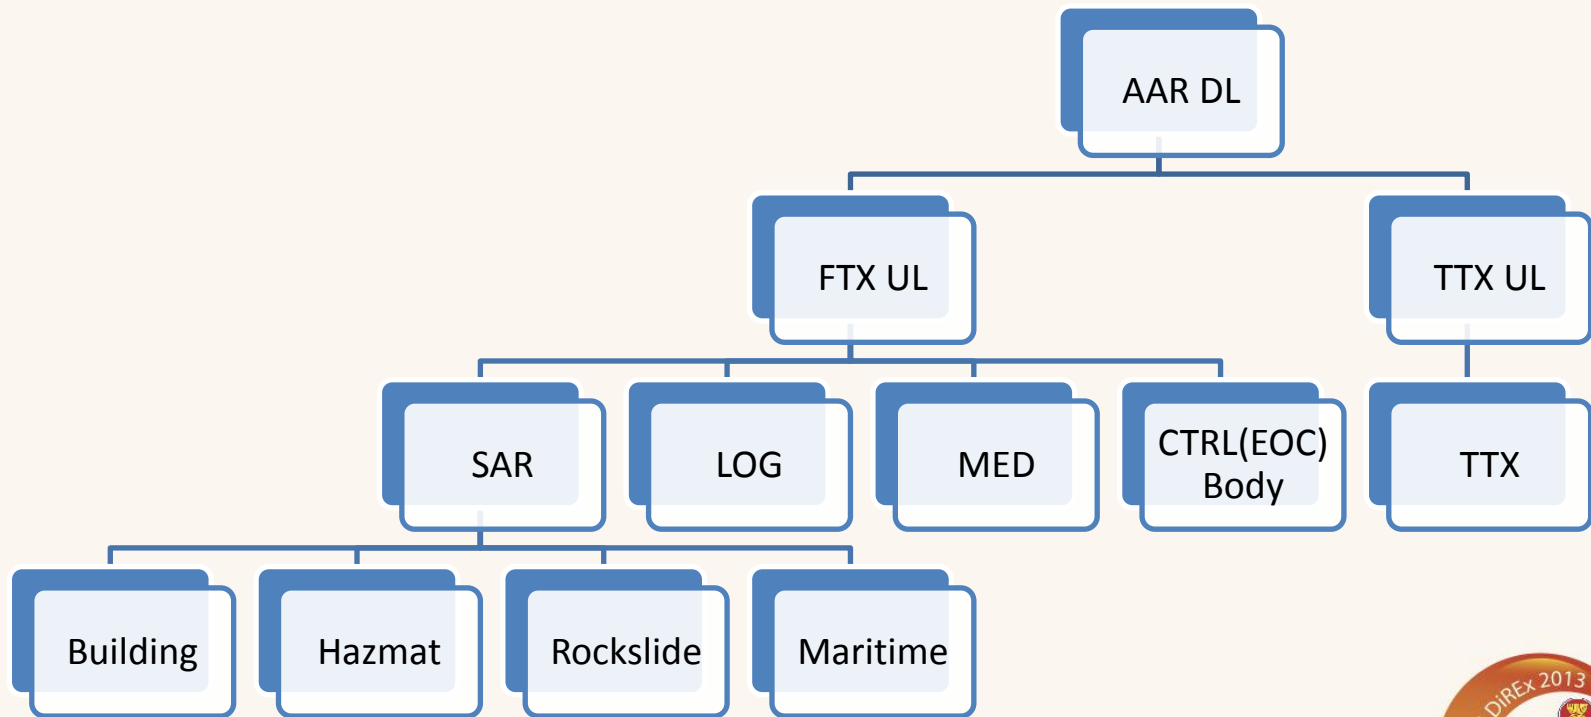 AAR DL
FTX UL
TTX UL
SAR
LOG
MED
CTRL(EOC)
Body
TTX
Building
Hazmat
Rockslide
Maritime
DiREx 2013